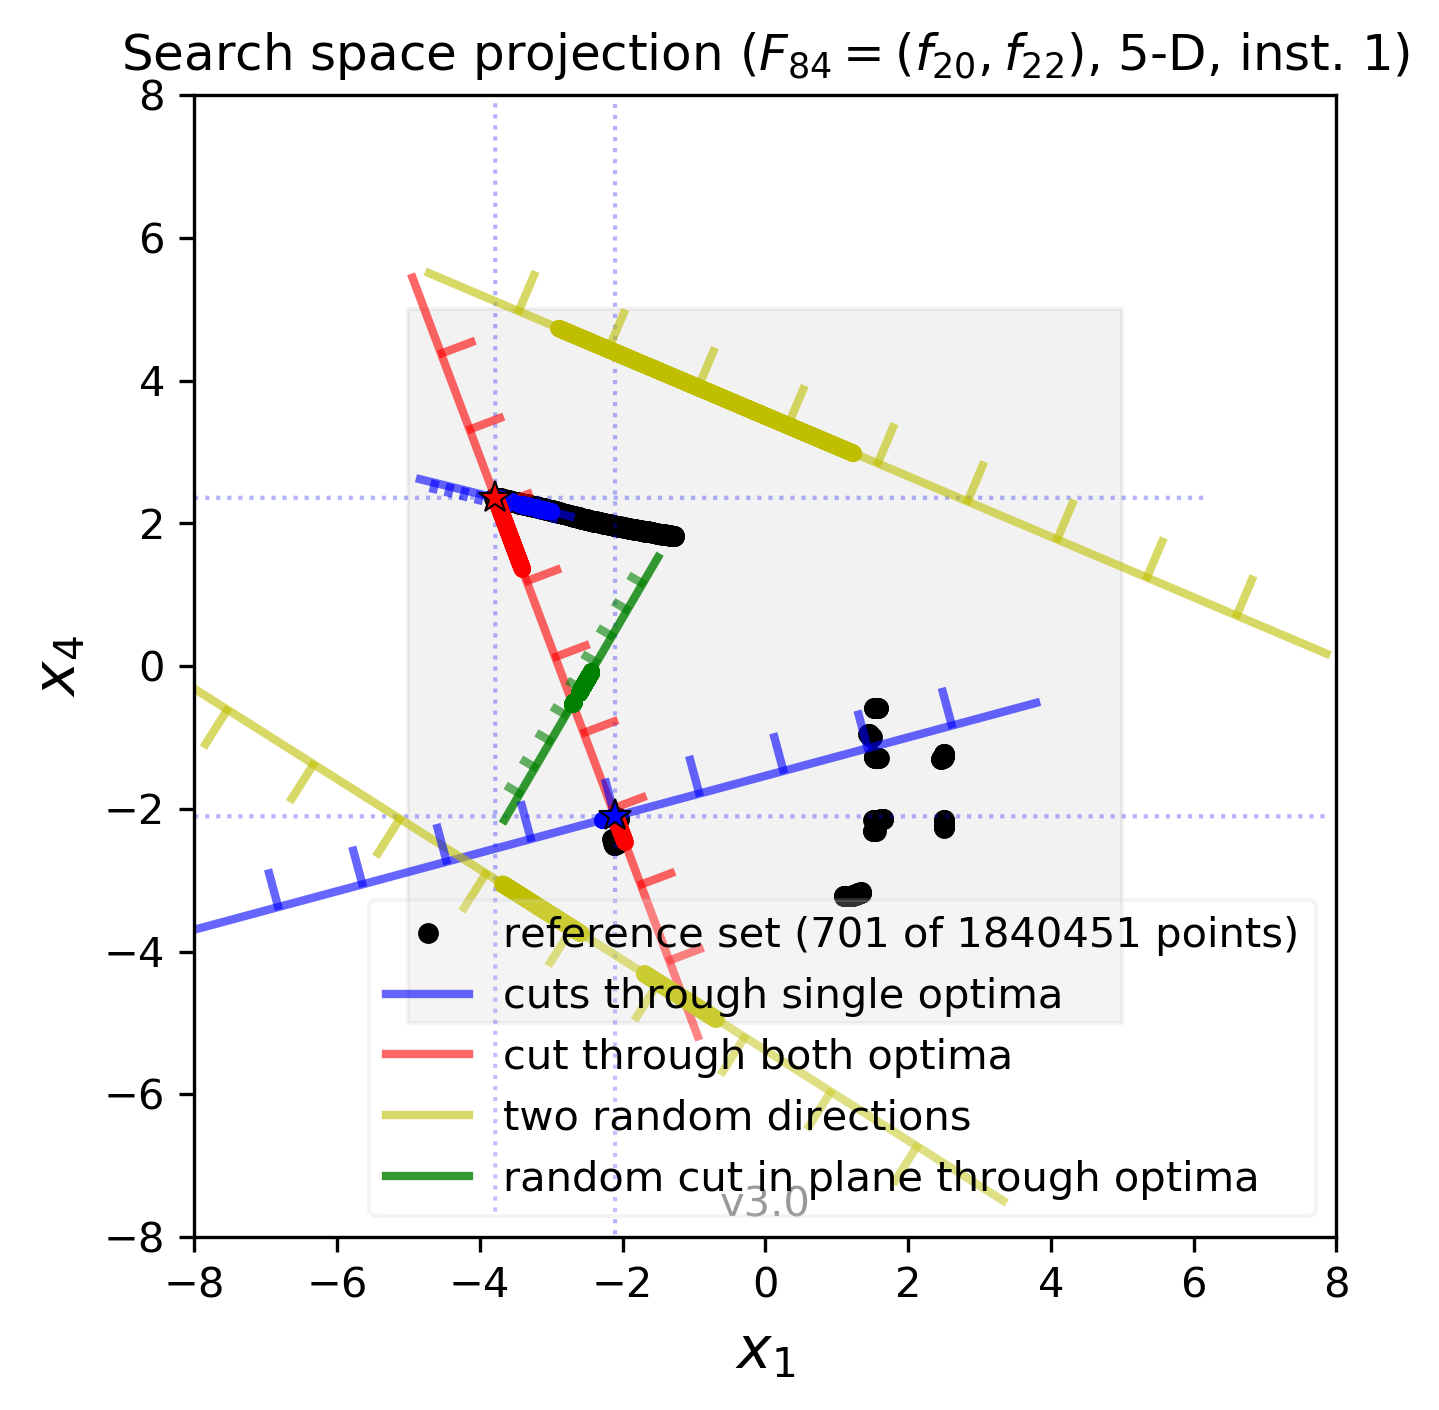 Search space projection (F₈₄ = (f₂₀, f₂₂), 5-D, inst. 1)
8
6
4
2
0
−2
−4
−6
−8
x₄
reference set (701 of 1840451 points)
cuts through single optima
cut through both optima
two random directions
random cut in plane through optima
v3.0
−8 −6 −4 −2 0 2 4 6 8
x₁